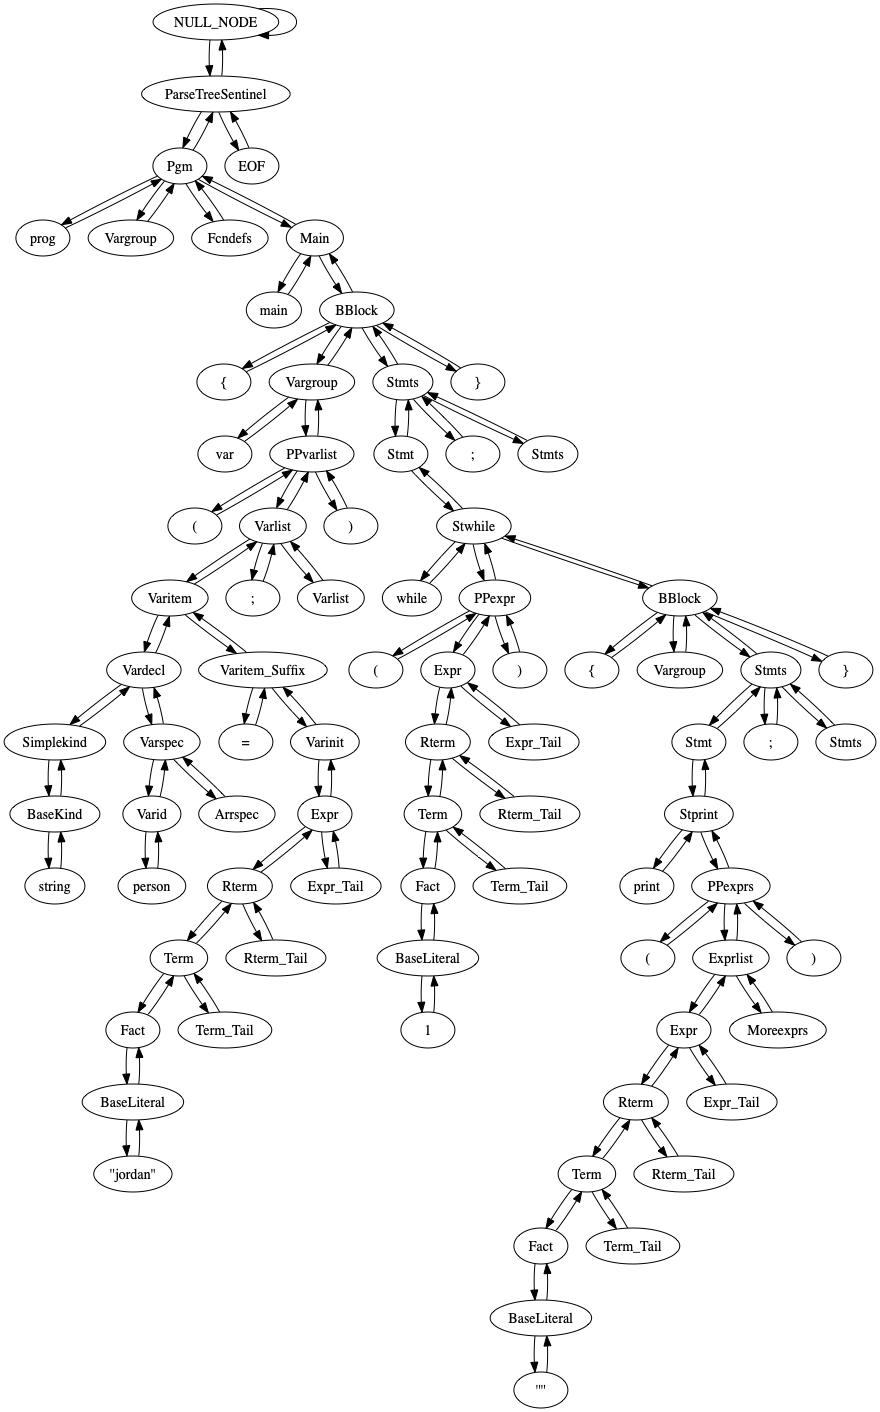 NULL_NODE
ParseTreeSentinel
Pgm EOF
prog Vargroup Fcndefs Main
main BBlock
{ Vargroup Stmts }
var PPvarlist Stmt ; Stmts
( Varlist ) Stwhile
Varitem ; Varlist while PPexpr BBlock
Vardecl Varitem_Suffix ( Expr ) { Vargroup Stmts }
Simplekind Varspec = Varinit Rterm Expr_Tail Stmt ; Stmts
BaseKind Varid Arrspec Expr Term Rterm_Tail Stprint
string person Rterm Expr_Tail Fact Term_Tail print PPexprs
Term Rterm_Tail BaseLiteral ( Exprlist )
Fact Term_Tail 1 Expr Moreexprs
BaseLiteral Rterm Expr_Tail
"jordan" Term Rterm_Tail
Fact Term_Tail
BaseLiteral
""